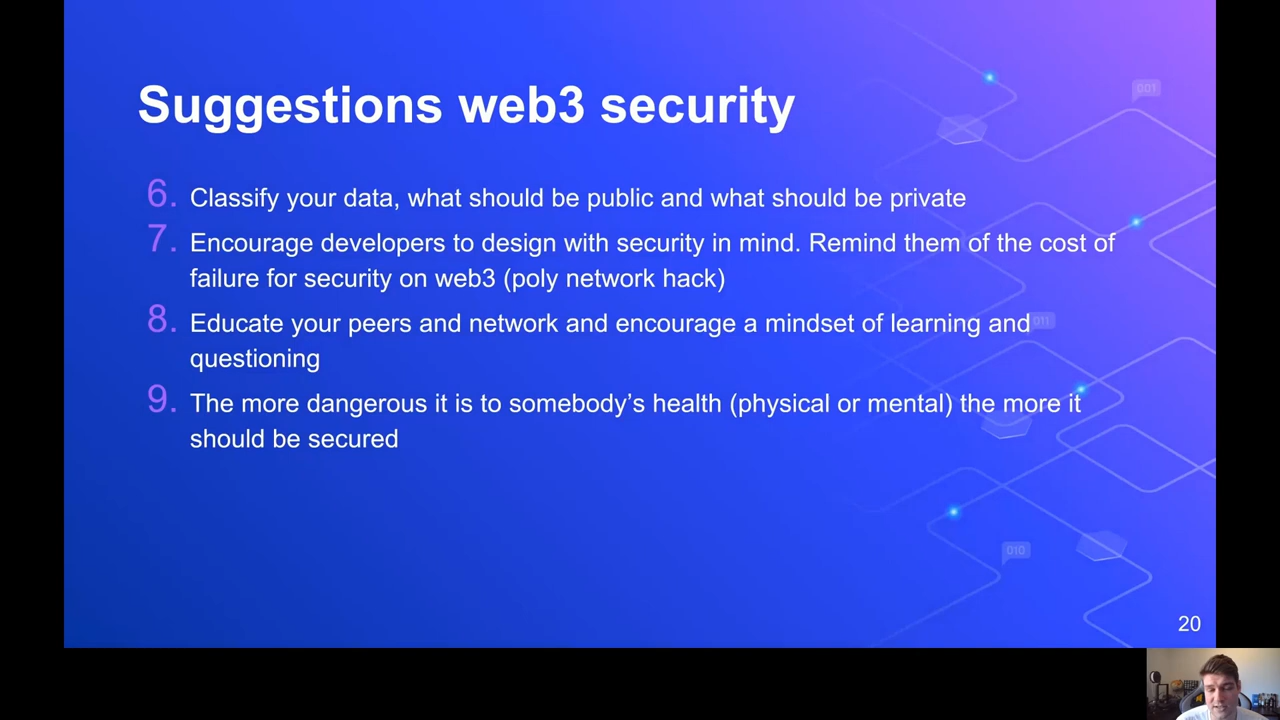 Suggestions web3 security
6. Classify your data, what should be public and what should be private
7. Encourage developers to design with security in mind. Remind them of the cost of
failure for security on web3 (poly network hack)
8. Educate your peers and network and encourage a mindset of learning and
questioning
9. The more dangerous it is to somebody's health (physical or mental) the more it
should be secured
001
011
010
20